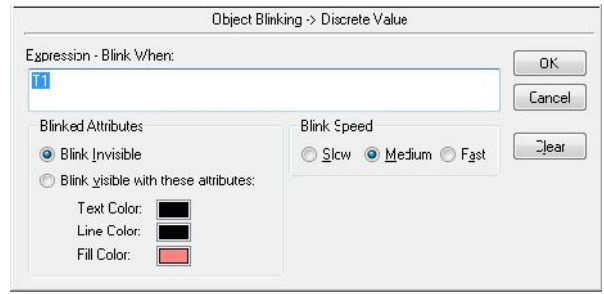 Object Blinking -> Discrete Value
Expression - Blink When:
T1
OK
Cancel
Clear
Blinked Attributes
Blink Invisible
Blink visible with these attributes:
Text Color:
Line Color:
Fill Color:
Blink Speed
Slow Medium Fast